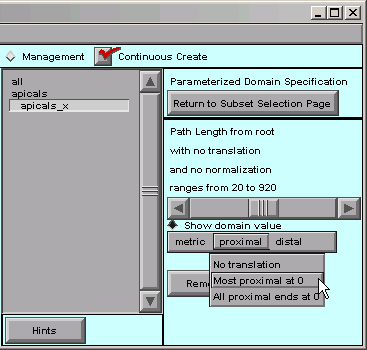 Management Continuous Create
all
apicals
apicals_x
Hints
Parameterized Domain Specification
Return to Subset Selection Page
Path Length from root
with no translation
and no normalization
ranges from 20 to 920
Show domain value
metric proximal distal
No translation
Most proximal at 0
All proximal ends at 0